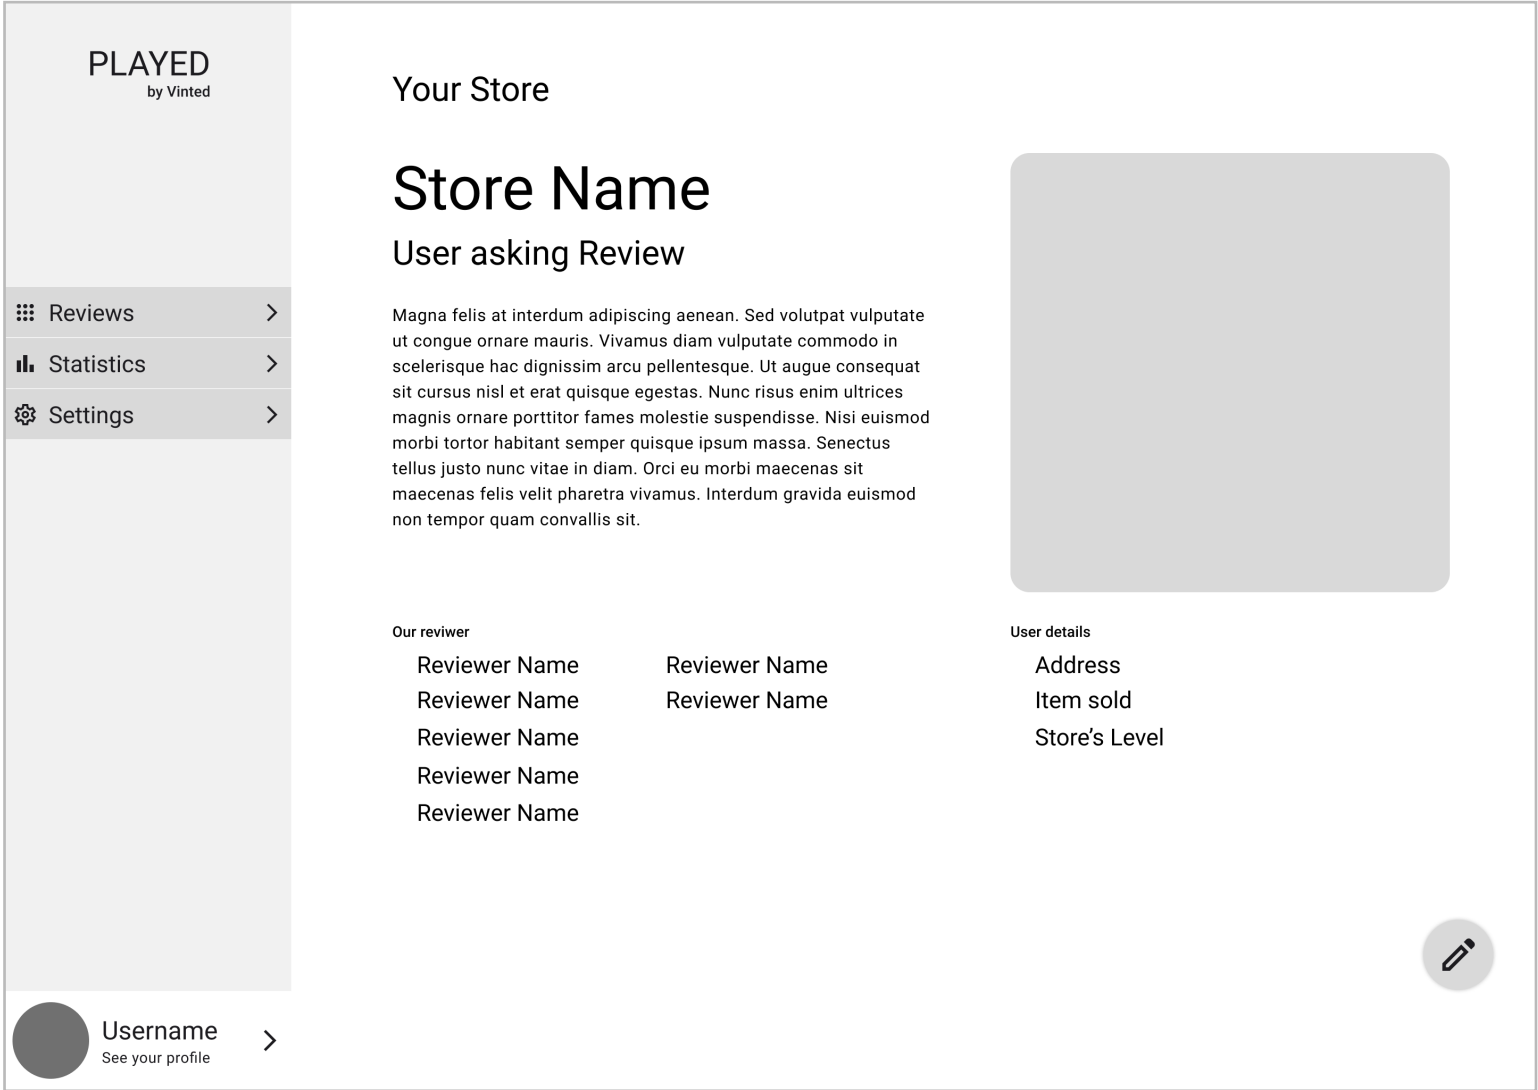 PLAYED
by Vinted
Reviews
Statistics
Settings
Username
See your profile
Your Store
Store Name
User asking Review
Magna felis at interdum adipiscing aenean. Sed volutpat vulputate
ut congue ornare mauris. Vivamus diam vulputate commodo in
scelerisque hac dignissim arcu pellentesque. Ut augue consequat
sit cursus nisl et erat quisque egestas. Nunc risus enim ultrices
magnis ornare porttitor fames molestie suspendisse. Nisi euismod
morbi tortor habitant semper quisque ipsum massa. Senectus
tellus justo nunc vitae in diam. Orci eu morbi maecenas sit
maecenas felis velit pharetra vivamus. Interdum gravida euismod
non tempor quam convallis sit.
Our reviwer
Reviewer Name
Reviewer Name
Reviewer Name
Reviewer Name
Reviewer Name
Reviewer Name
Reviewer Name
User details
Address
Item sold
Store’s Level